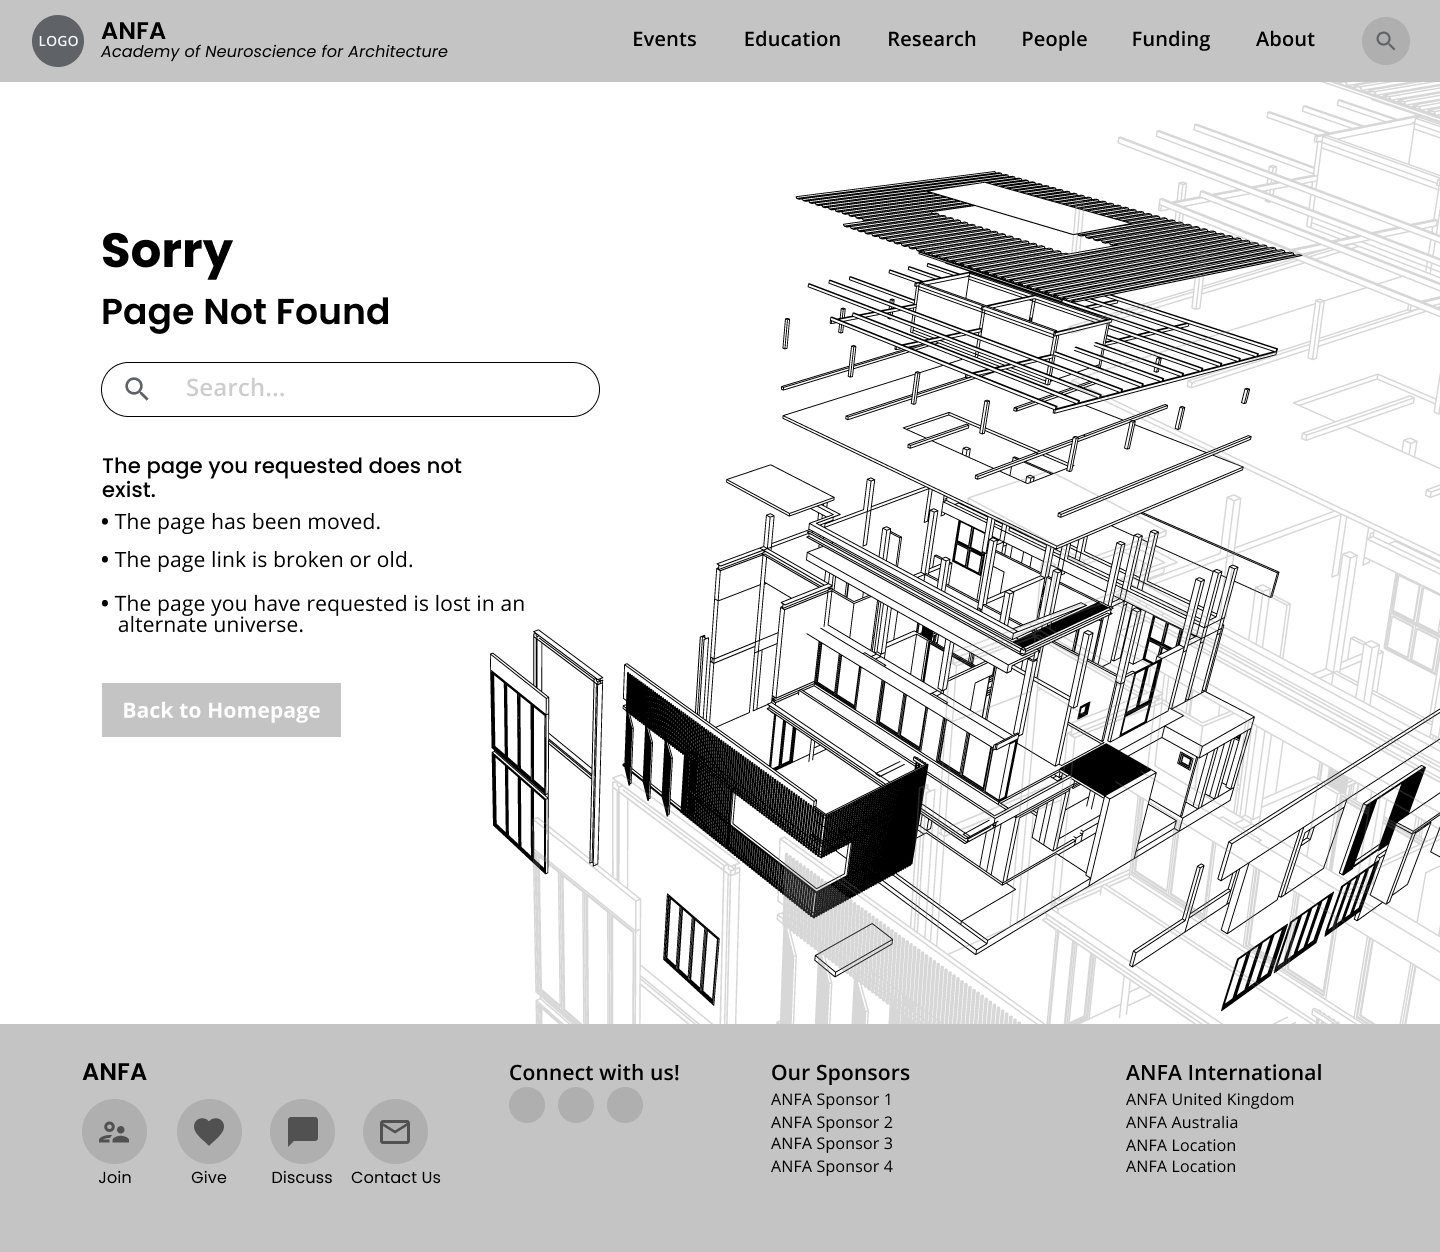 LOGO
ANFA
Academy of Neuroscience for Architecture
Events Education Research People Funding About
Sorry
Page Not Found
Search...
The page you requested does not
exist.
• The page has been moved.
• The page link is broken or old.
• The page you have requested is lost in an
alternate universe.
Back to Homepage
ANFA
Join Give Discuss Contact Us
Connect with us!
Our Sponsors
ANFA Sponsor 1
ANFA Sponsor 2
ANFA Sponsor 3
ANFA Sponsor 4
ANFA International
ANFA United Kingdom
ANFA Australia
ANFA Location
ANFA Location